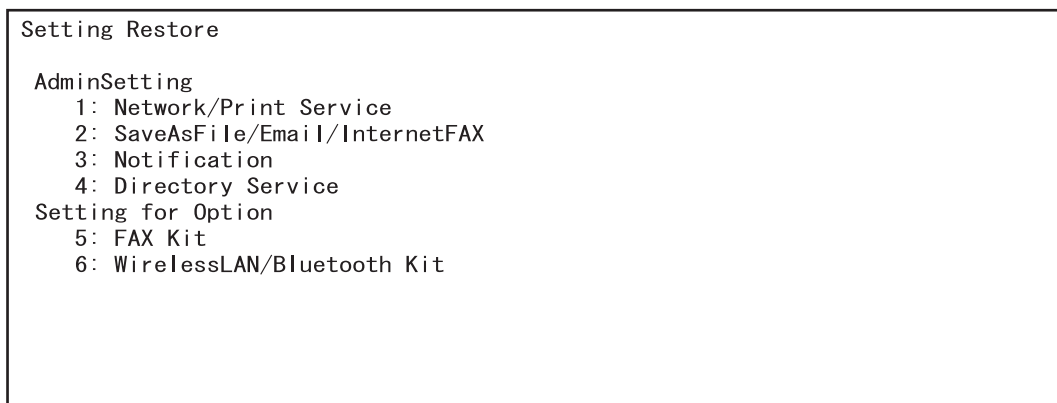 Setting Restore
AdminSetting
1: Network/Print Service
2: SaveAsFile/Email/InternetFAX
3: Notification
4: Directory Service
Setting for Option
5: FAX Kit
6: WirelessLAN/Bluetooth Kit